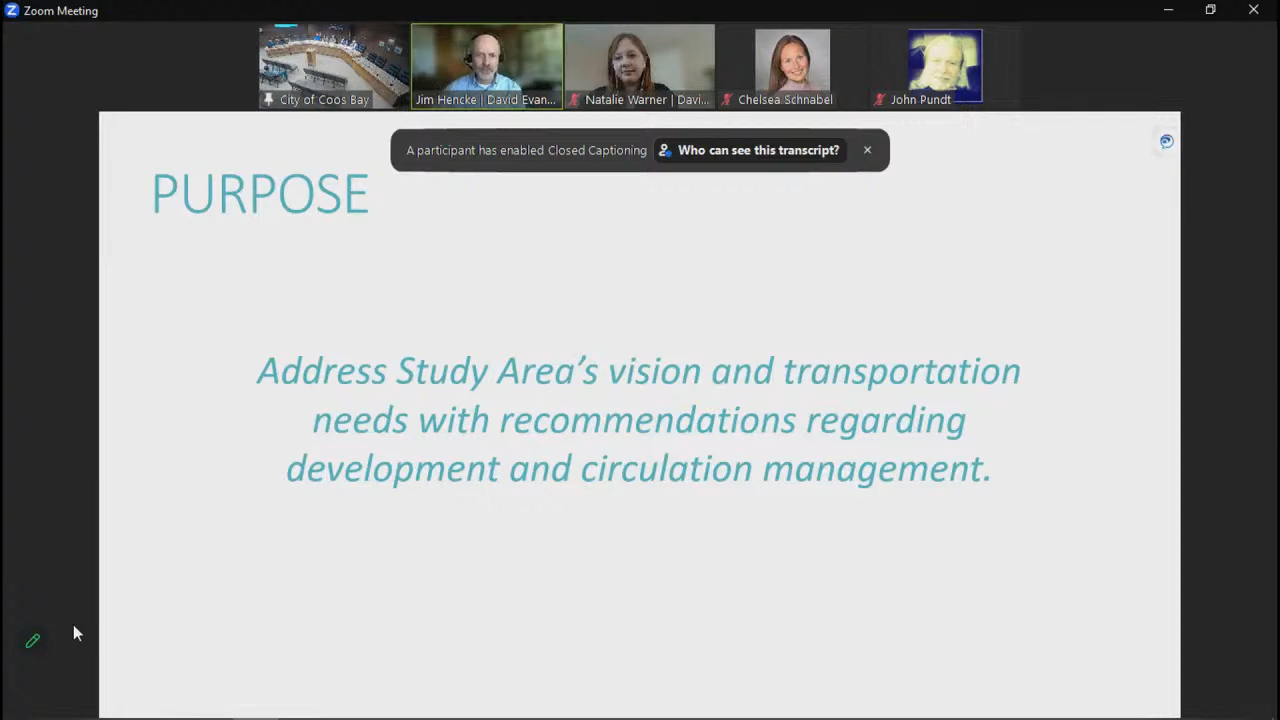 Zoom Meeting
City of Coos Bay
Jim Hencke | David Evan...
Natalie Warner | Davi...
Chelsea Schnabel
John Pundt
A participant has enabled Closed Captioning
Who can see this transcript?
PURPOSE
Address Study Area’s vision and transportation
needs with recommendations regarding
development and circulation management.